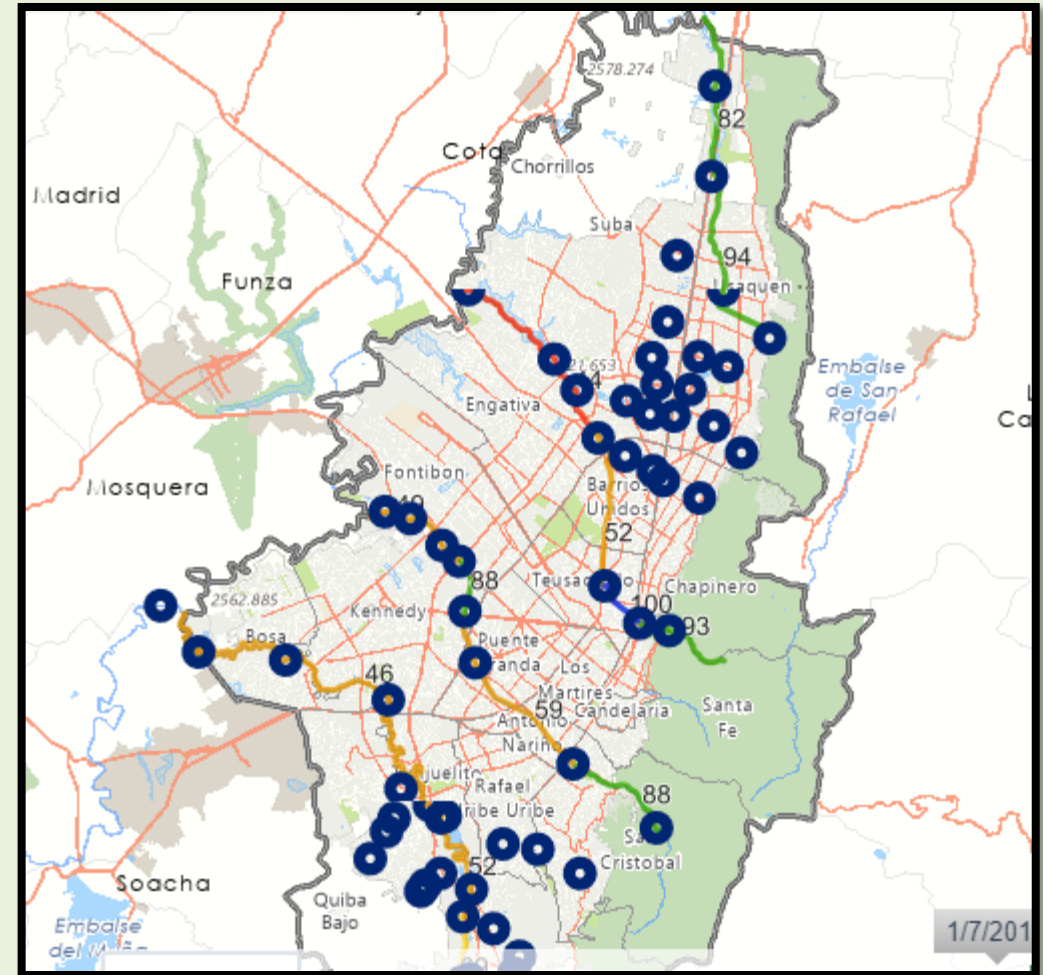 2578.274
82
Cota
Chorrillos
Madrid
Suba
94
Funza
Embalse
de San
Rafael
Engativa
Fontibon
Mosquera
Barrios
Unidos
52
88
Chapinero
2562.885
Kennedy
100
93
Bosa
Puente
46
Los
Martires
Candelaria
59
Antonio
Nariño
Santa
Fe
Rafael
Uribe Uribe
88
San
Cristobal
52
Soacha
Quiba
Bajo
Embalse
1/7/201